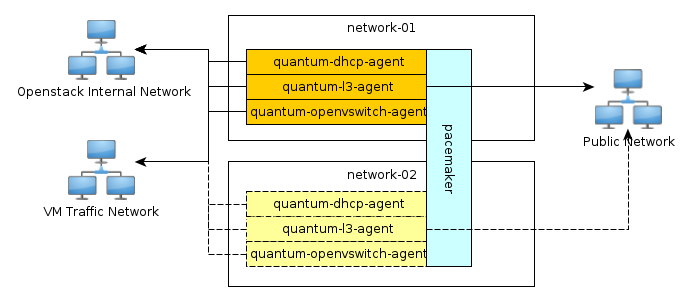 network-01
quantum-dhcp-agent
quantum-l3-agent
quantum-openvswitch-agent
Openstack Internal Network
Public Network
pacemaker
network-02
VM Traffic Network
quantum-dhcp-agent
quantum-l3-agent
quantum-openvswitch-agent